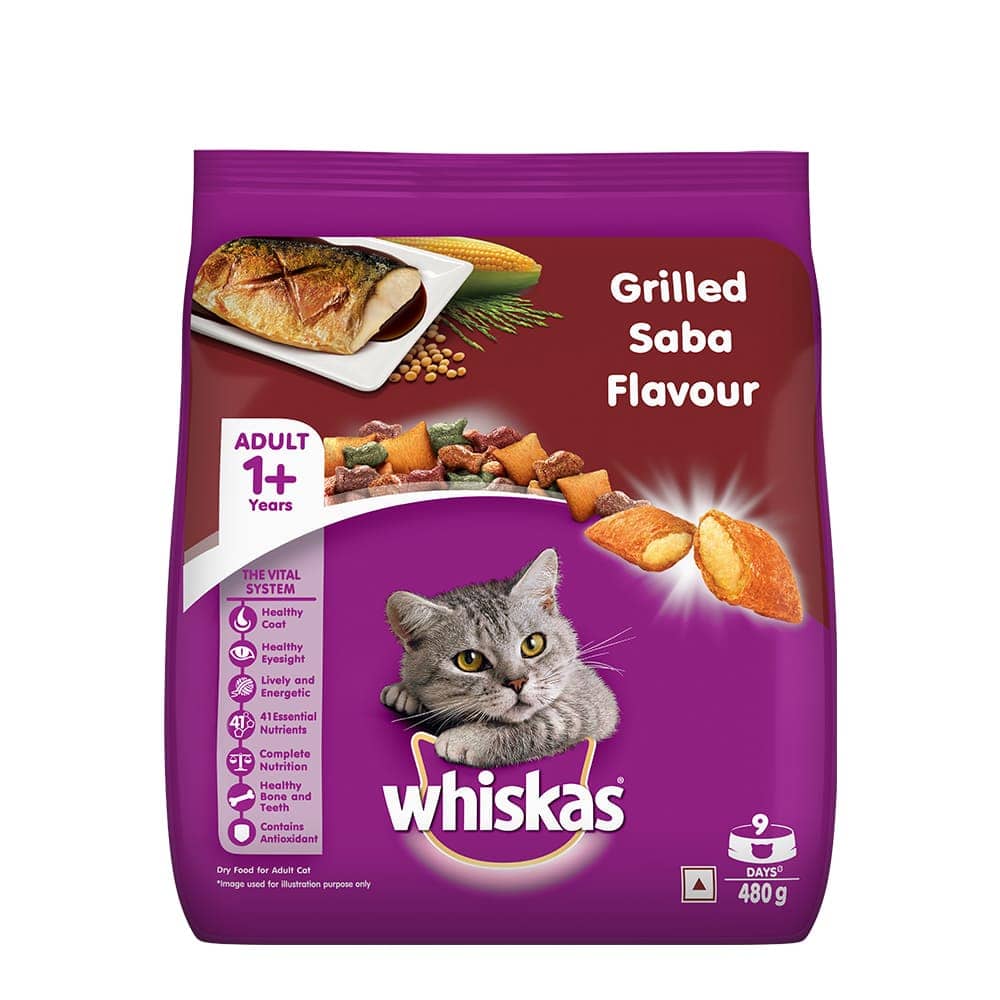 Grilled
Saba
Flavour
ADULT
1+
Years
THE VITAL
SYSTEM
Healthy
Coat
Healthy
Eyesight
Lively and
Energetic
41
41 Essential
Nutrients
Complete
Nutrition
Healthy
Bone and
Teeth
Contains
Antioxidant
whiskas®
Dry Food for Adult Cat
*Image used for illustration purpose only
9
DAYS⁰
480 g